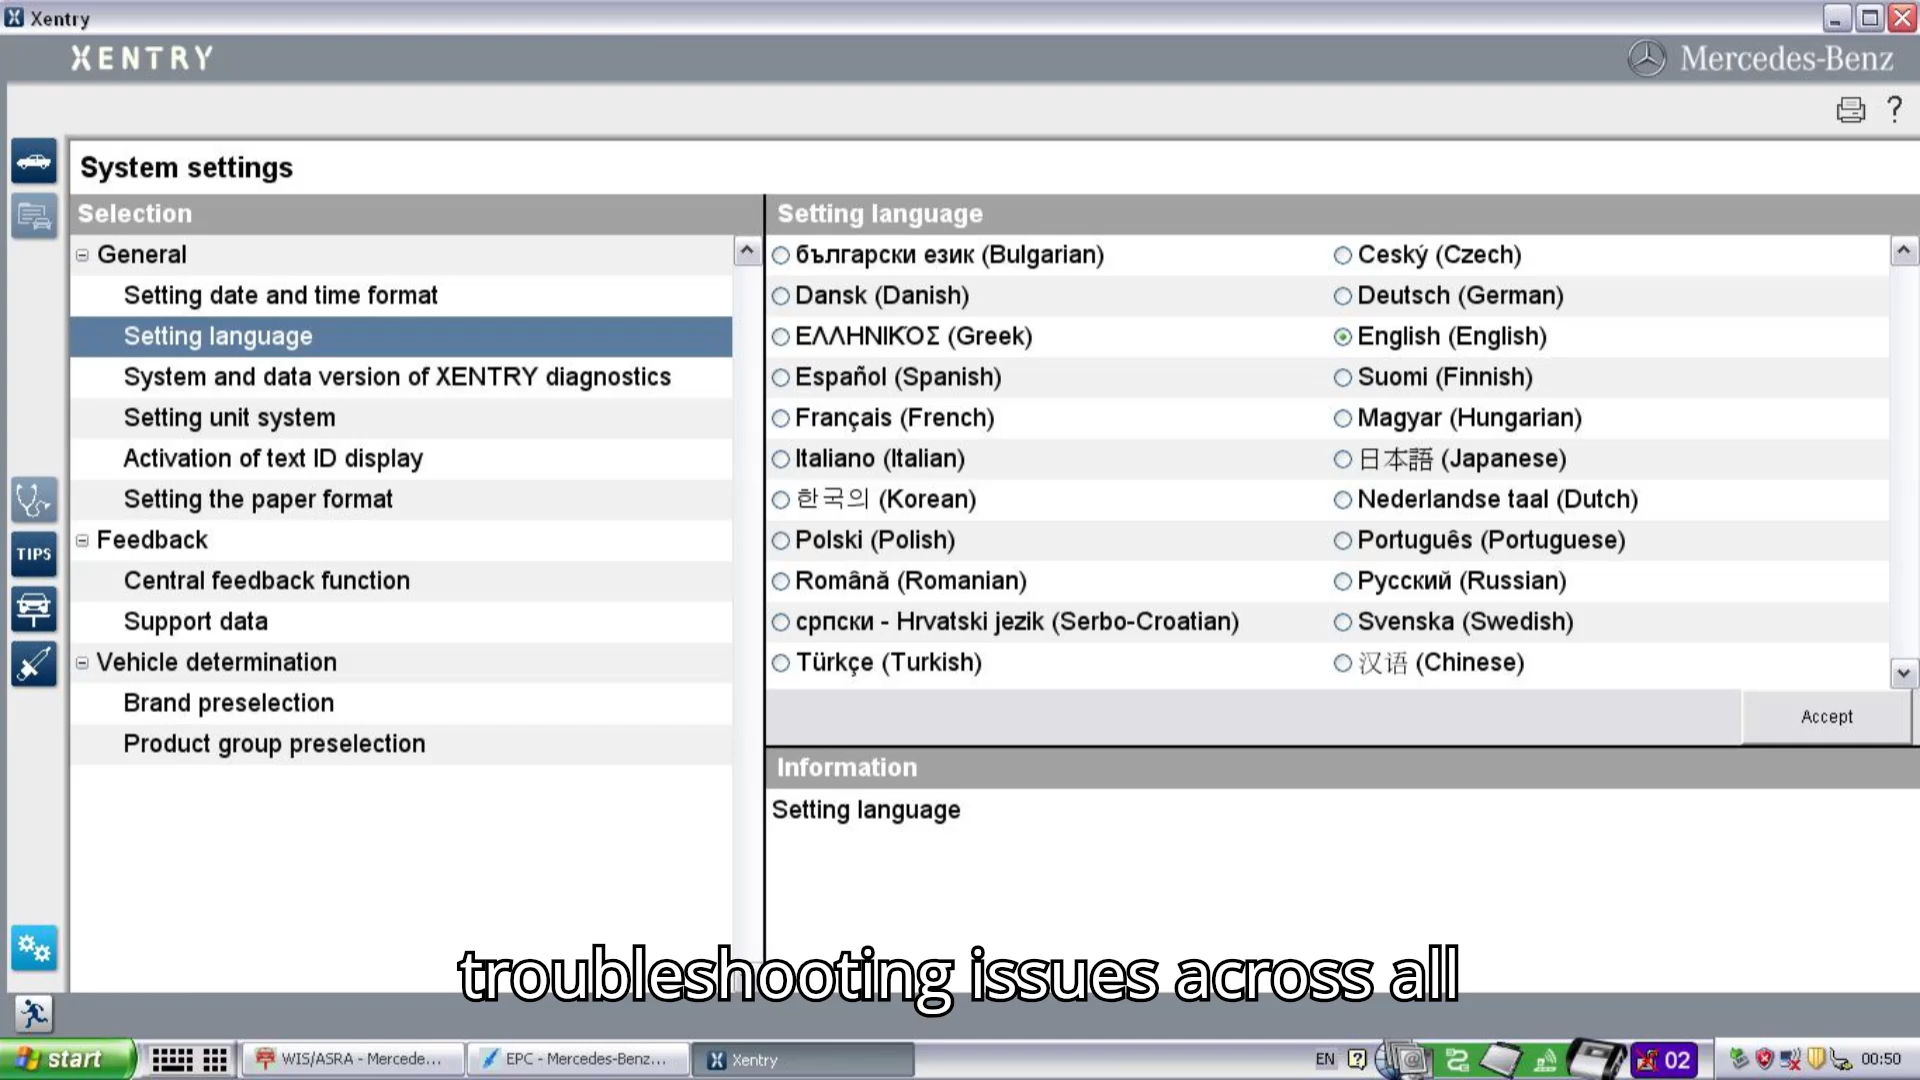 Xentry
XENTRY
Mercedes-Benz
?
System settings
Selection
General
Setting date and time format
Setting language
System and data version of XENTRY diagnostics
Setting unit system
Activation of text ID display
Setting the paper format
Feedback
Central feedback function
Support data
Vehicle determination
Brand preselection
Product group preselection
TIPS
Setting language
български език (Bulgarian)
Ceský (Czech)
Dansk (Danish)
Deutsch (German)
ΕΛΛΗΝΙΚΌΣ (Greek)
English (English)
Español (Spanish)
Suomi (Finnish)
Français (French)
Magyar (Hungarian)
Italiano (Italian)
日本語 (Japanese)
한국의 (Korean)
Nederlandse taal (Dutch)
Polski (Polish)
Português (Portuguese)
Română (Romanian)
Русский (Russian)
српски - Hrvatski jezik (Serbo-Croatian)
Svenska (Swedish)
Türkçe (Turkish)
汉语 (Chinese)
Accept
Information
Setting language
troubleshooting issues across all
start
WIS/ASRA - Mercede...
EPC - Mercedes-Benz...
Xentry
EN
02
00:50